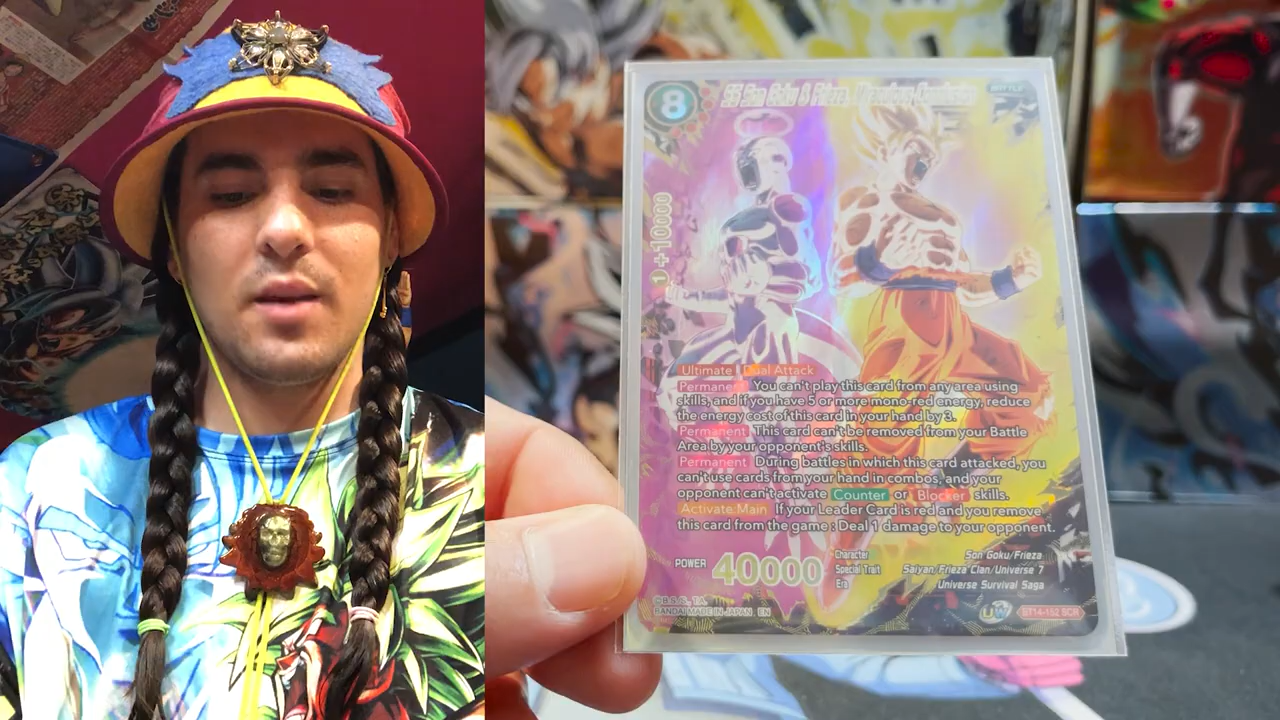 8
SS Son Goku & Frieza, Miraculous Conclusion
BATTLE
1 +10000
Ultimate Dual Attack
Permanent You can't play this card from any area using
skills, and if you have 5 or more mono-red energy, reduce
the energy cost of this card in your hand by 3.
Permanent This card can't be removed from your Battle
Area by your opponent's skills.
Permanent During battles in which this card attacked, you
can't use cards from your hand in combos, and your
opponent can't activate Counter or Blocker skills.
Activate:Main If your Leader Card is red and you remove
this card from the game : Deal 1 damage to your opponent.
POWER 40000
Character Son Goku/Frieza
Special Trait Saiyan, Frieza Clan/Universe 7
Era Universe Survival Saga
© B.S./S., T.A.
BANDAI MADE IN JAPAN EN
UW
BT14-152 SCR